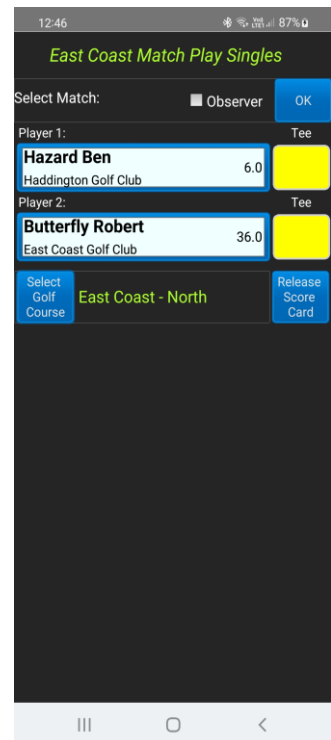 12:46 87%
East Coast Match Play Singles
Select Match: Observer OK
Player 1: Tee
Hazard Ben
6.0
Haddington Golf Club
Player 2: Tee
Butterfly Robert
36.0
East Coast Golf Club
Select
Golf
Course
East Coast - North
Release
Score
Card